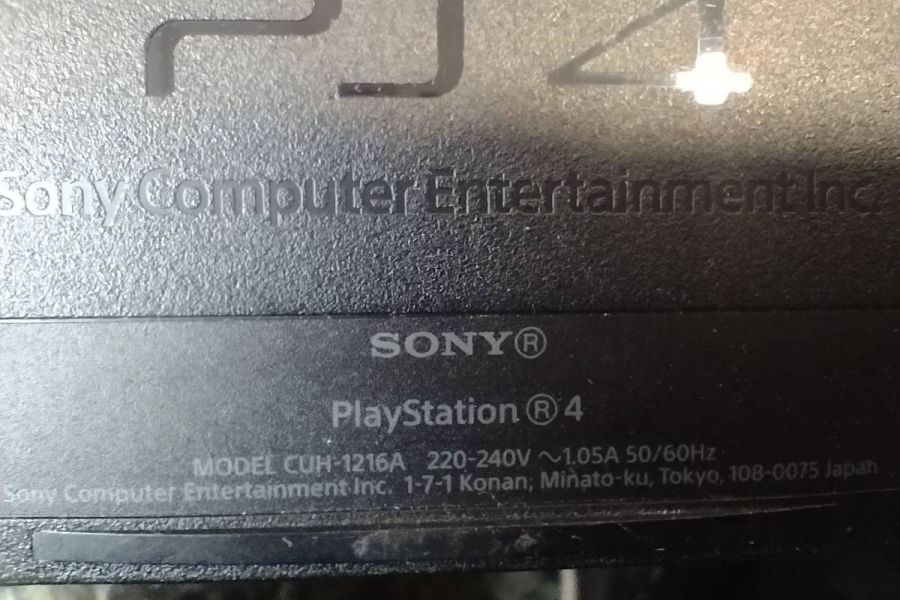 PS4
Sony Computer Entertainment Inc.
SONY®
PlayStation ®4
MODEL CUH-1216A 220-240V ~1.05A 50/60Hz
Sony Computer Entertainment Inc. 1-7-1 Konan, Minato-ku, Tokyo, 108-0075 Japan